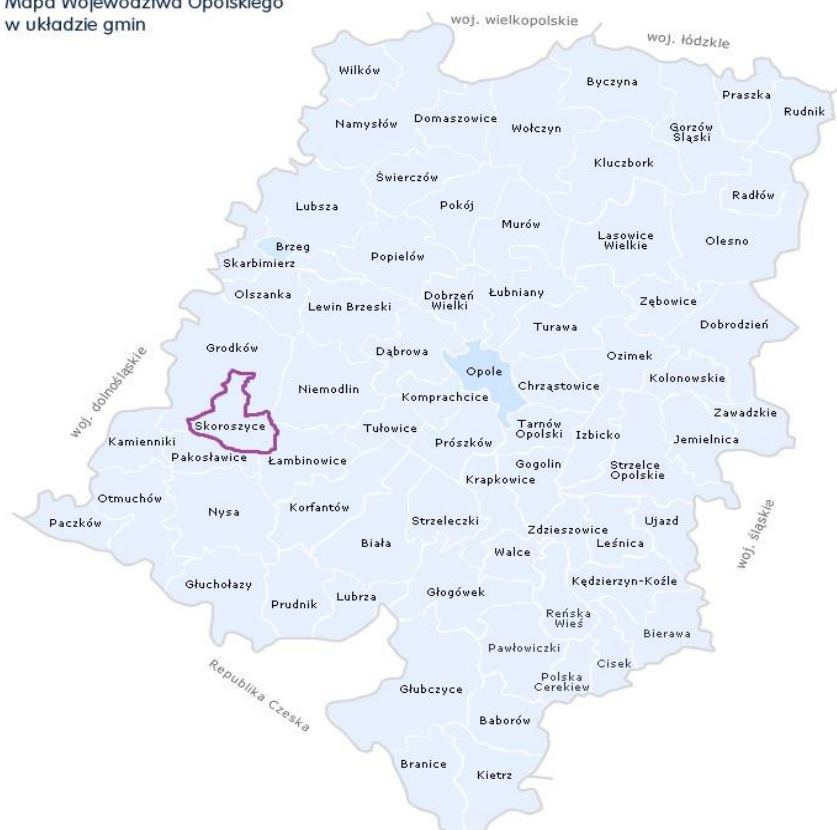 Mapa Województwa Opolskiego
w układzie gmin
woj. wielkopolskie
woj. łódzkie
Wilków
Byczyna
Praszka
Rudnik
Namysłów
Domaszowice
Wołczyn
Gorzów
Śląski
Kluczbork
Świerczów
Radłów
Lubsza
Pokój
Murów
Lasowice
Wielkie
Olesno
Brzeg
Skarbimierz
Popielów
Olszanka
Lewin Brzeski
Dobrzeń
Wielki
Łubniany
Zębowice
Turawa
Dobrodzień
Grodków
Dąbrowa
Ozimek
Opole
Chrząstowice
Kolonowskie
woj. dolnośląskie
Niemodlin
Komprachcice
Zawadzkie
Skoroszyce
Tułowice
Tarnów
Opolski
Izbicko
Jemielnica
Kamienniki
Prószków
Pakosławice
Łambinowice
Gogolin
Strzelce
Opolskie
Krapkowice
Otmuchów
Paczków
Nysa
Korfantów
Strzeleczki
Zdzieszowice
Ujazd
Leśnica
woj. śląskie
Biała
Walce
Głuchołazy
Prudnik
Lubrza
Głogówek
Kędzierzyn-Koźle
Reńska
Wieś
Bierawa
Pawłowiczki
Cisek
Polska
Cerekiew
Republika Czeska
Głubczyce
Baborów
Branice
Kietrz